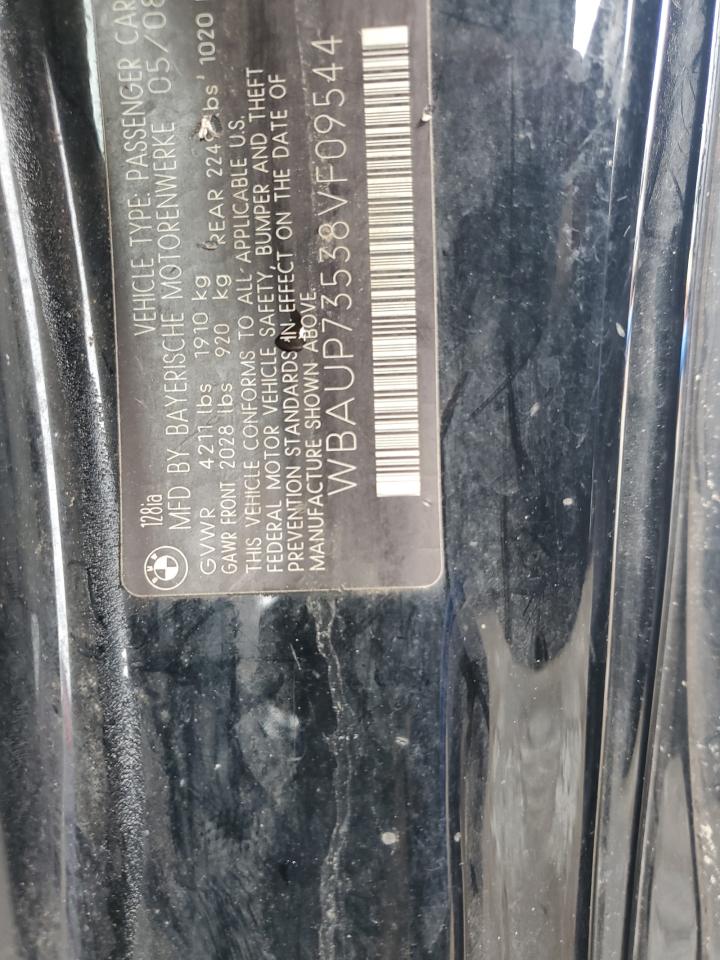 128ia VEHICLE TYPE: PASSENGER CAR
MFD BY BAYERISCHE MOTORENWERKE 05/08
GVWR 4211 lbs 1910 kg
GAWR FRONT 2028 lbs 920 kg REAR lbs' 1020
THIS VEHICLE CONFORMS TO ALL APPLICABLE U.S.
FEDERAL MOTOR VEHICLE SAFETY, BUMPER AND THEFT
PREVENTION STANDARDS IN EFFECT ON THE DATE OF
MANUFACTURE SHOWN ABOVE.
WBAUP73538VF09544